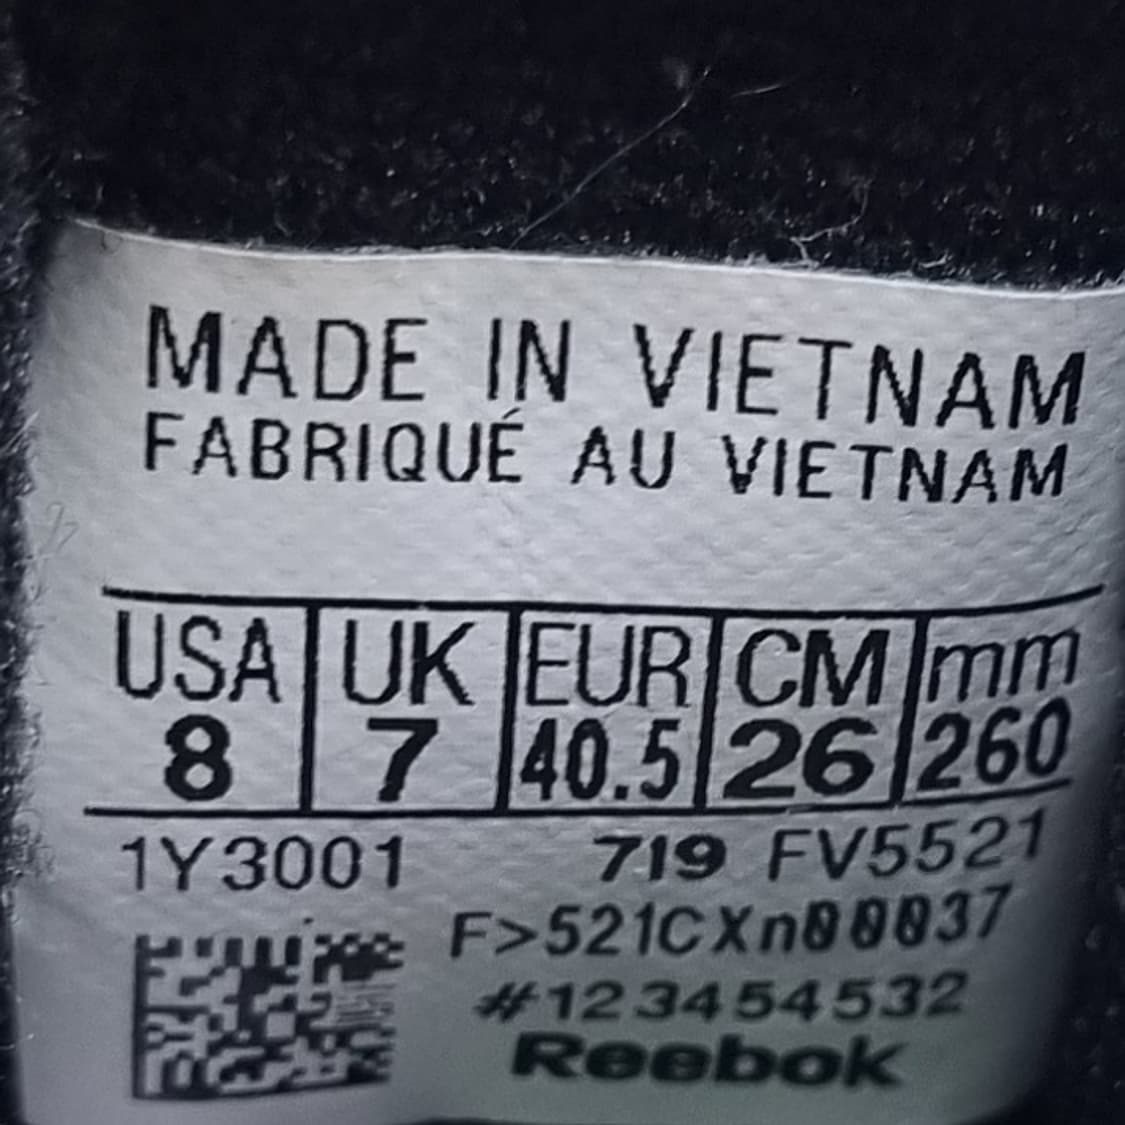 MADE IN VIETNAM
FABRIQUÉ AU VIETNAM
USA UK EUR CM mm
8 7 40.5 26 260
1Y3001 719 FV5521
F>521CXn00037
#123454532
Reebok